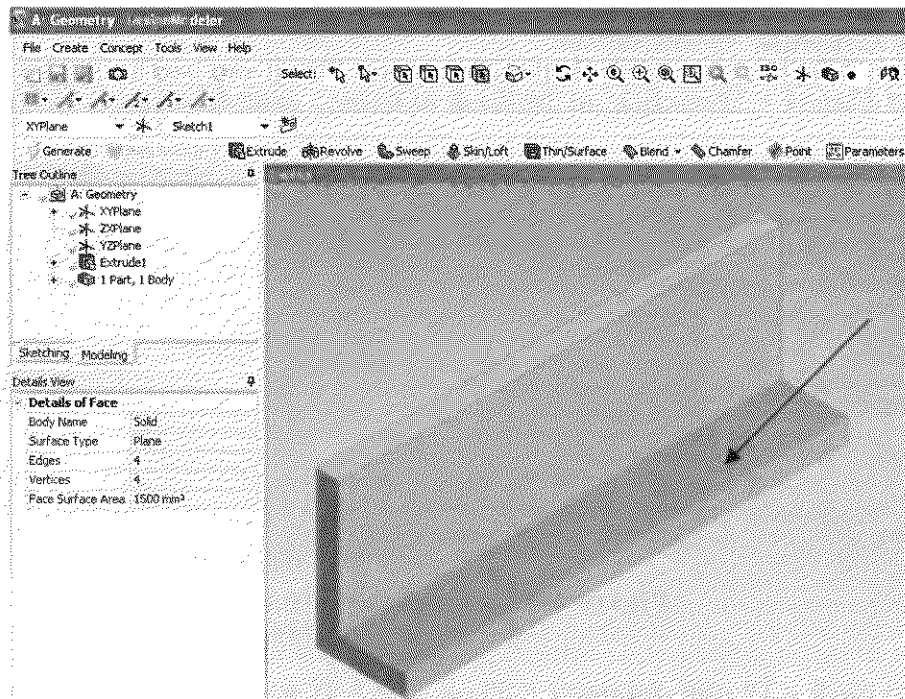 A: Geometry deler
File Create Concept Tools View Help
Select:
ISO
XYPlane Sketch1
Generate Extrude Revolve Sweep Skin/Loft Thin/Surface Blend Chamfer Point Parameters
Tree Outline
A: Geometry
XYPlane
ZXPlane
YZPlane
Extrude1
1 Part, 1 Body
Sketching Modeling
Details View
Details of Face
Body Name Solid
Surface Type Plane
Edges 4
Vertices 4
Face Surface Area 1500 mm²